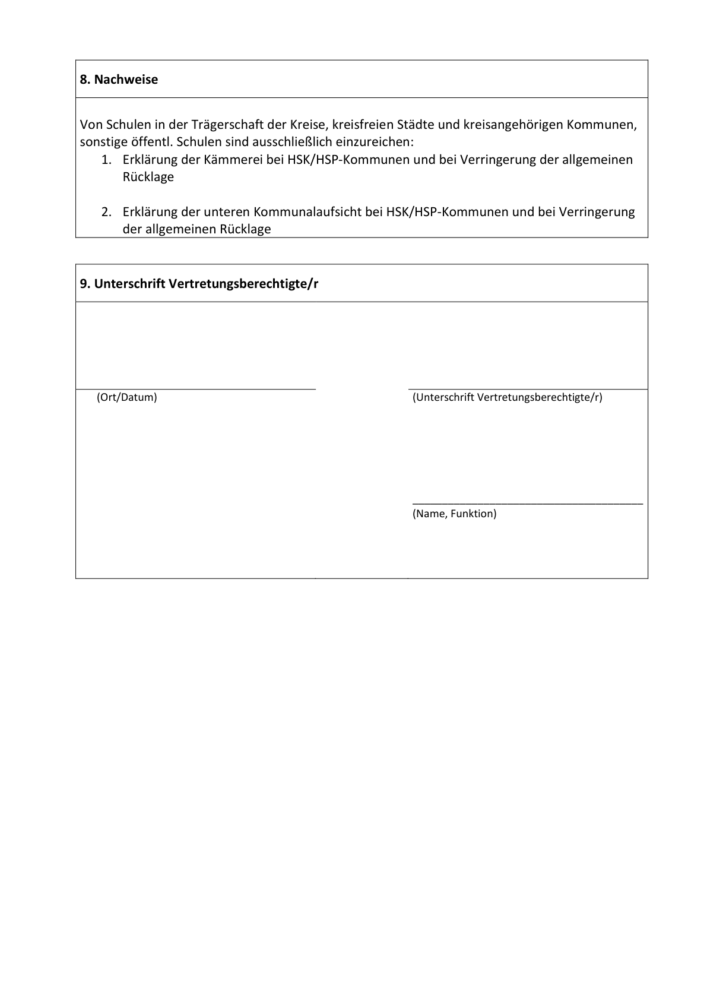 8. Nachweise
Von Schulen in der Trägerschaft der Kreise, kreisfreien Städte und kreisangehörigen Kommunen,
sonstige öffentl. Schulen sind ausschließlich einzureichen:
1. Erklärung der Kämmerei bei HSK/HSP-Kommunen und bei Verringerung der allgemeinen
Rücklage
2. Erklärung der unteren Kommunalaufsicht bei HSK/HSP-Kommunen und bei Verringerung
der allgemeinen Rücklage
9. Unterschrift Vertretungsberechtigte/r
(Ort/Datum) (Unterschrift Vertretungsberechtigte/r)
(Name, Funktion)